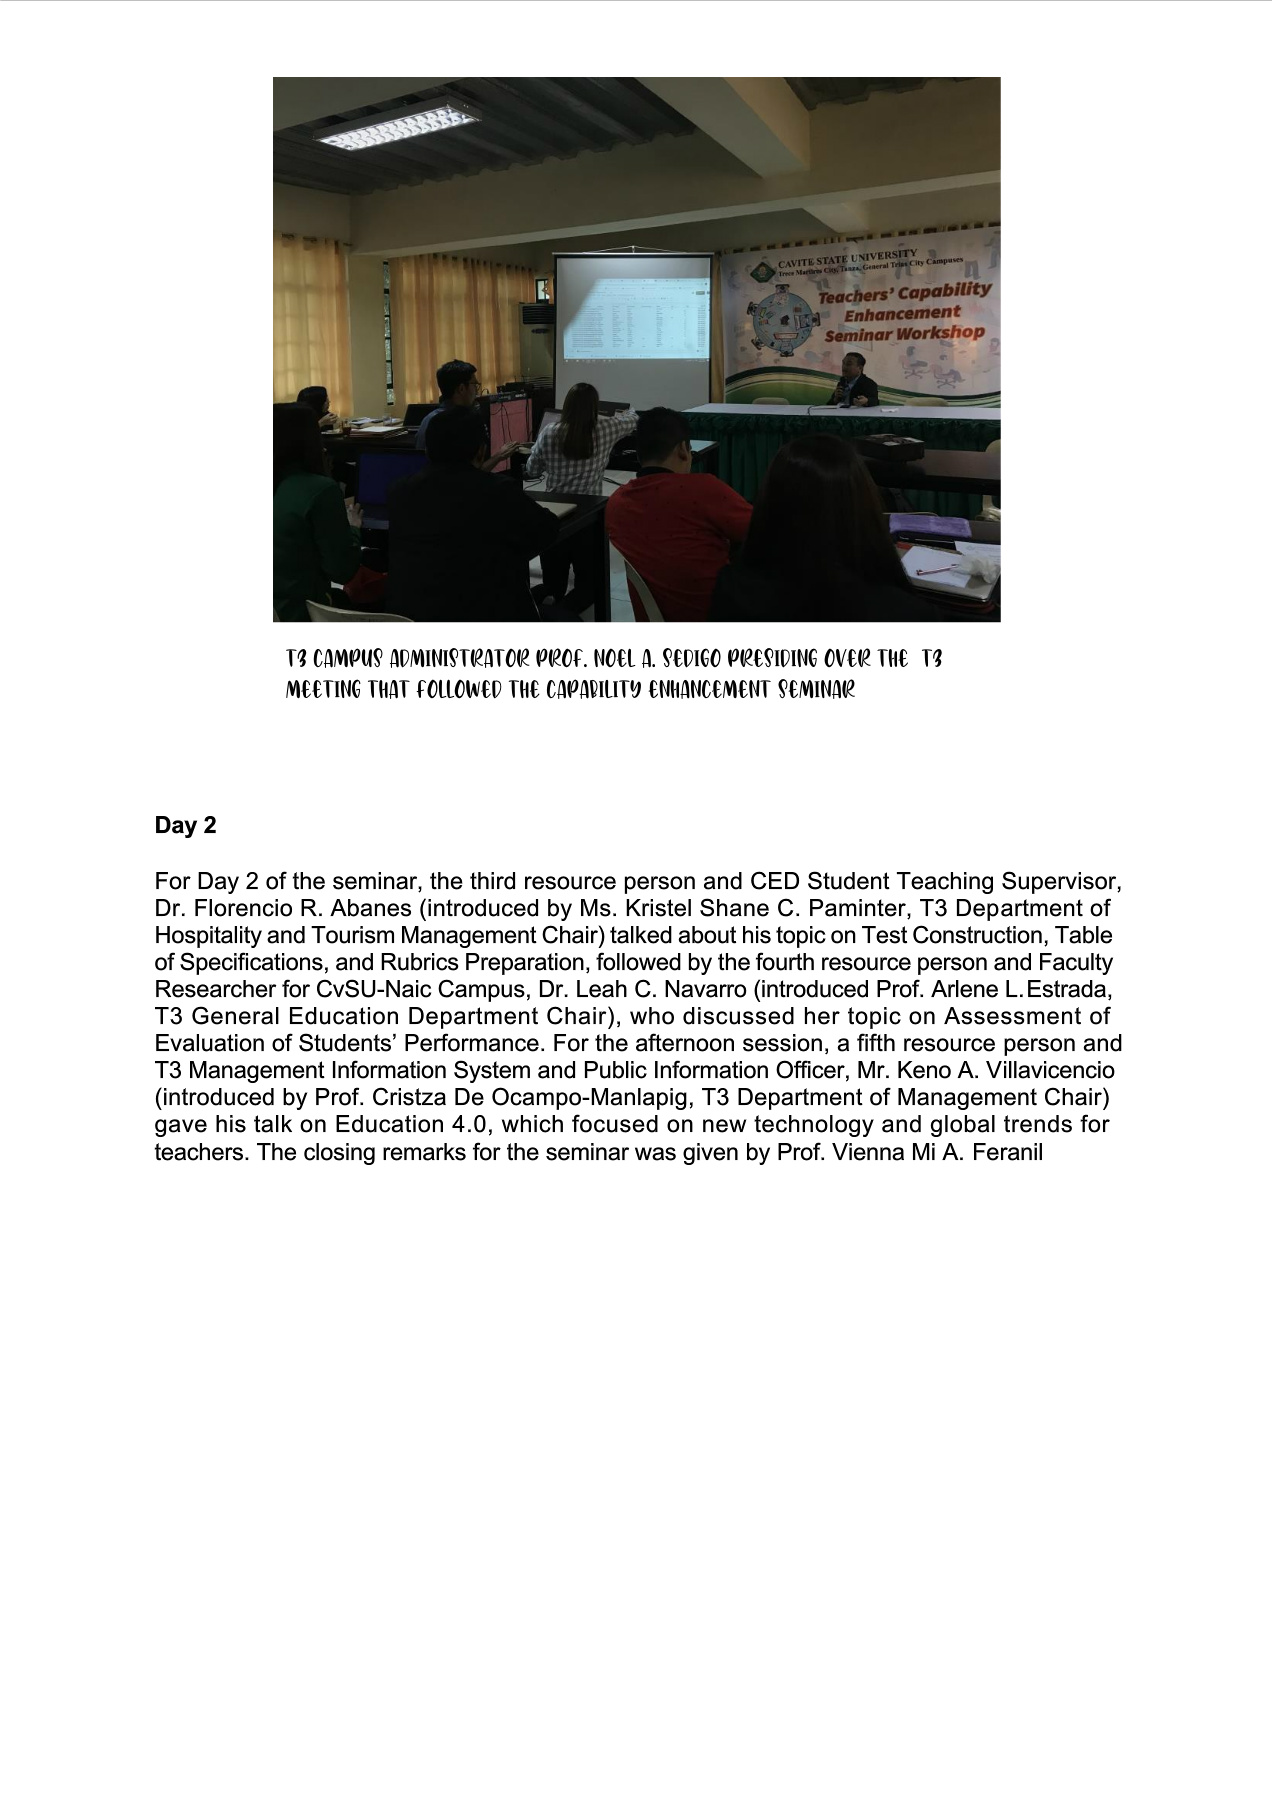 CAVITE STATE UNIVERSITY
Trece Martires City, Tanza, General Trias City Campuses
Teachers' Capability
Enhancement
Seminar Workshop
T3 CAMPUS ADMINISTRATOR PROF. NOEL A. SEDIGO PRESIDING OVER THE T3
MEETING THAT FOLLOWED THE CAPABILITY ENHANCEMENT SEMINAR
Day 2
For Day 2 of the seminar, the third resource person and CED Student Teaching Supervisor,
Dr. Florencio R. Abanes (introduced by Ms. Kristel Shane C. Paminter, T3 Department of
Hospitality and Tourism Management Chair) talked about his topic on Test Construction, Table
of Specifications, and Rubrics Preparation, followed by the fourth resource person and Faculty
Researcher for CvSU-Naic Campus, Dr. Leah C. Navarro (introduced Prof. Arlene L.Estrada,
T3 General Education Department Chair), who discussed her topic on Assessment of
Evaluation of Students’ Performance. For the afternoon session, a fifth resource person and
T3 Management Information System and Public Information Officer, Mr. Keno A. Villavicencio
(introduced by Prof. Cristza De Ocampo-Manlapig, T3 Department of Management Chair)
gave his talk on Education 4.0, which focused on new technology and global trends for
teachers. The closing remarks for the seminar was given by Prof. Vienna Mi A. Feranil